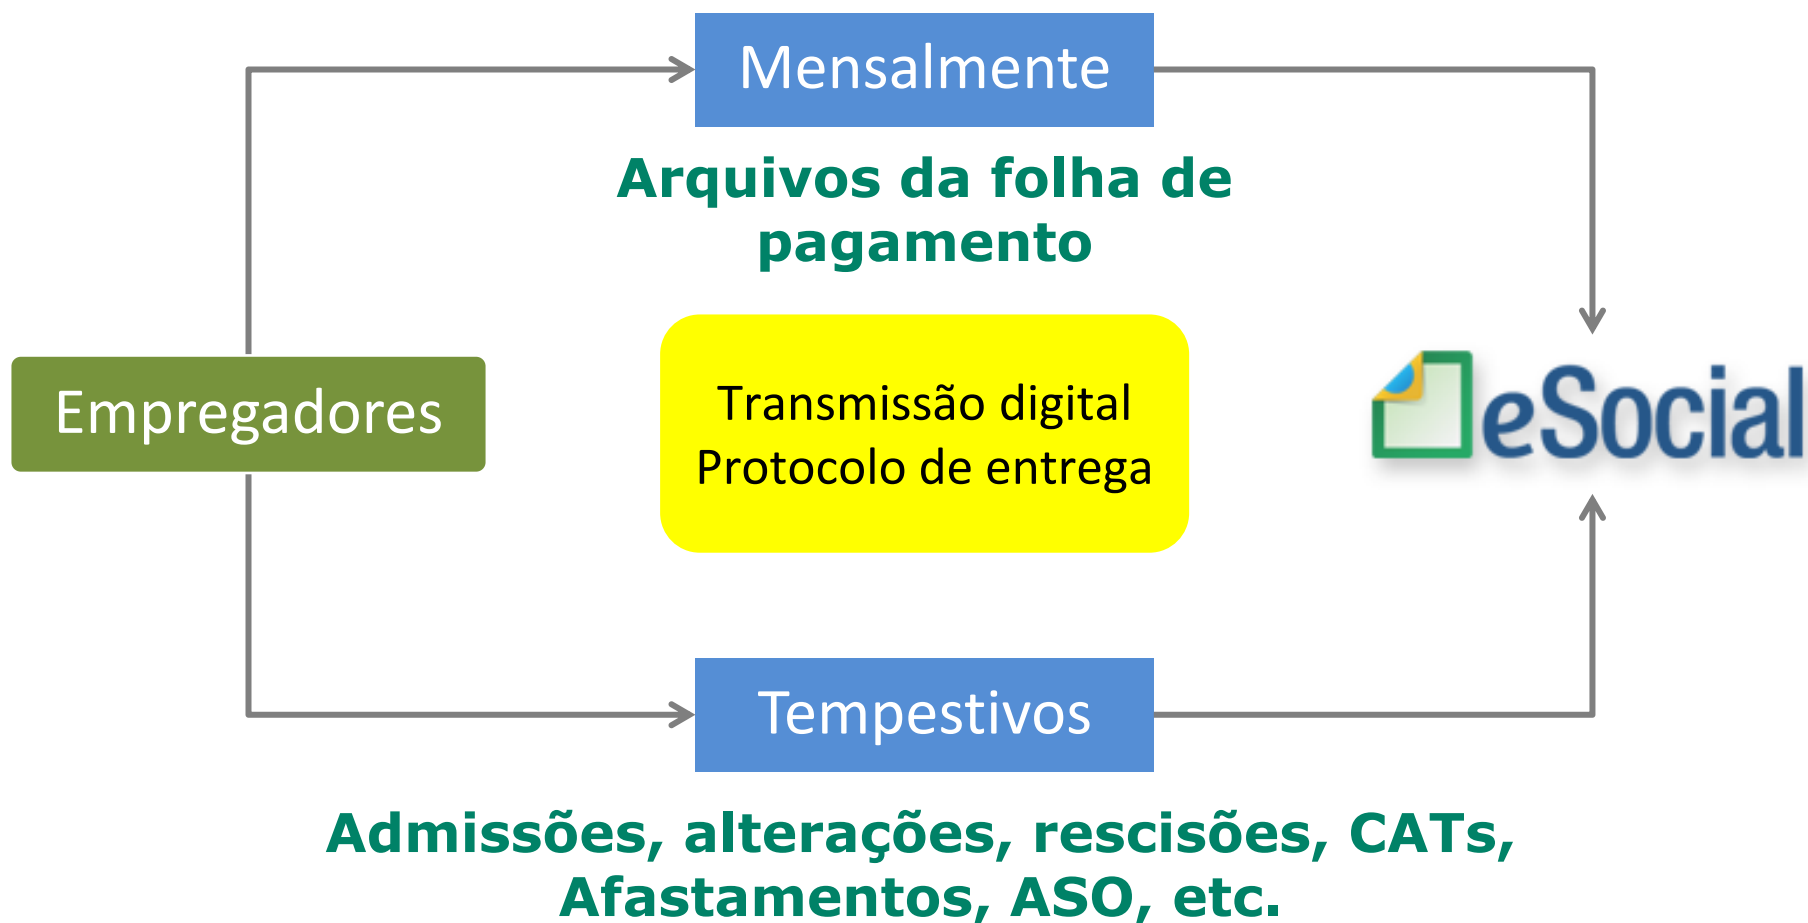 Mensalmente
Arquivos da folha de
pagamento
Empregadores
Transmissão digital
Protocolo de entrega
eSocial
Tempestivos
Admissões, alterações, rescisões, CATs,
Afastamentos, ASO, etc.